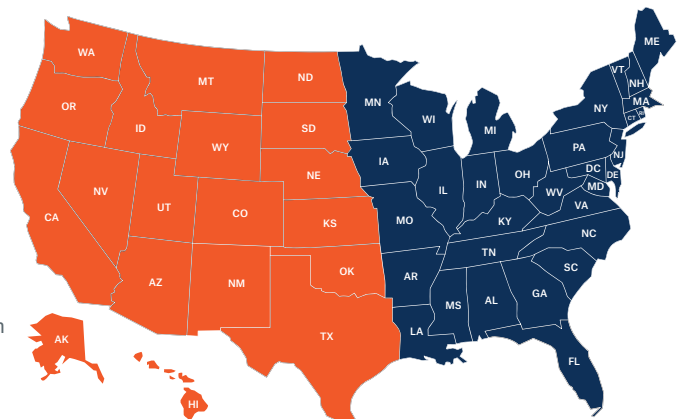 ME
WA
VT
NH
MT
ND
MN
OR
ID
SD
WI
NY
MA
CT
RI
MI
WY
IA
PA
NJ
NE
OH
DC
DE
NV
IL
IN
MD
WV
UT
CO
VA
CA
KS
MO
KY
NC
TN
AZ
NM
OK
AR
SC
MS
AL
GA
TX
LA
n
AK
FL
HI